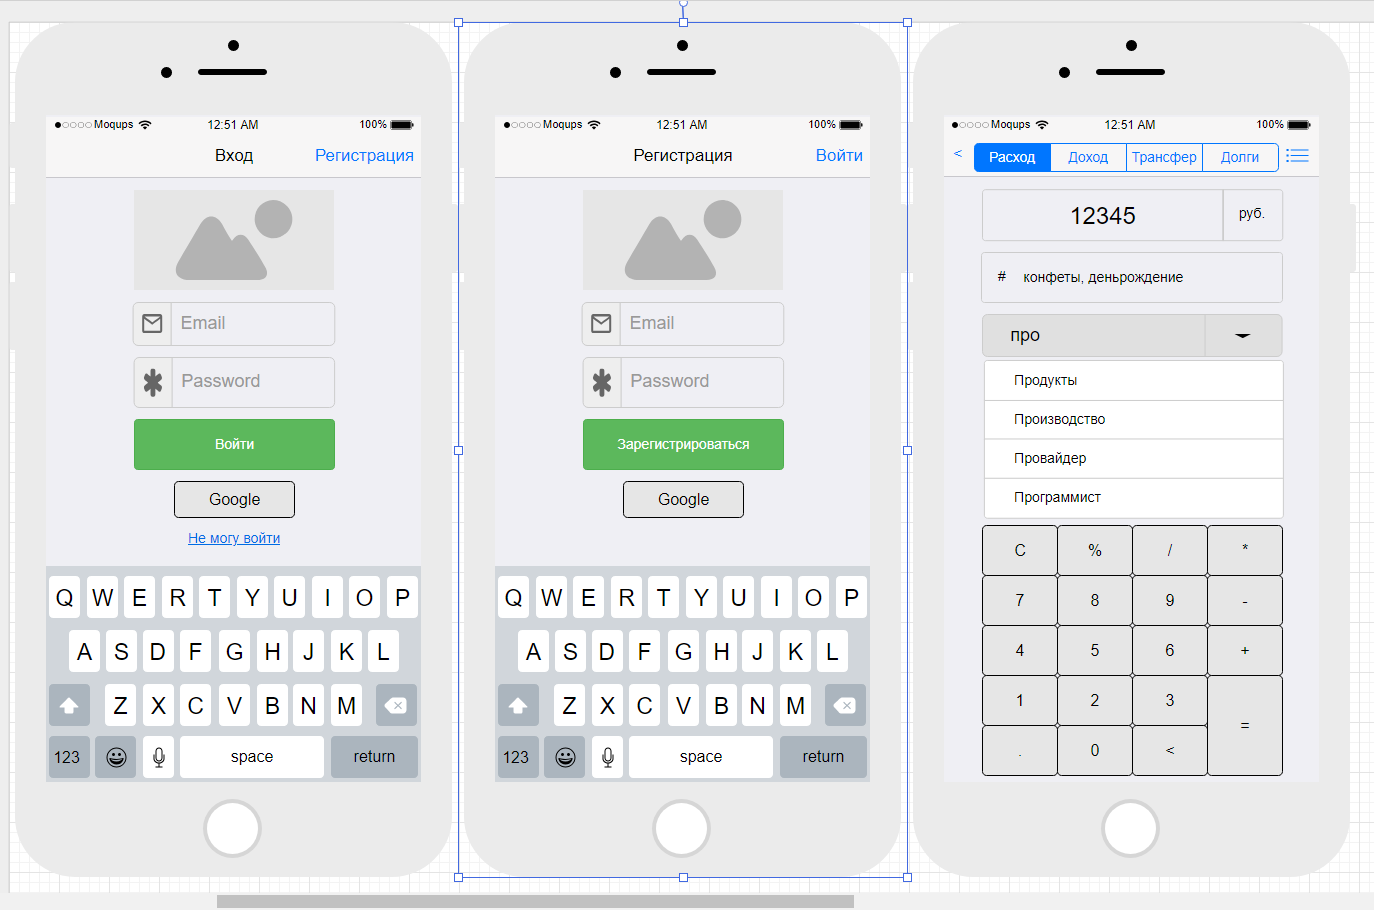 Moqups 12:51 AM 100%
Вход Регистрация
Email
Password
Войти
Google
Не могу войти
Q W E R T Y U I O P
A S D F G H J K L
Z X C V B N M
123 space return
Moqups 12:51 AM 100%
Регистрация Войти
Email
Password
Зарегистрироваться
Google
Q W E R T Y U I O P
A S D F G H J K L
Z X C V B N M
123 space return
Moqups 12:51 AM 100%
< Расход Доход Трансфер Долги
12345 руб.
# конфеты, деньрождение
про
Продукты
Производство
Провайдер
Программист
C % / *
7 8 9 -
4 5 6 +
1 2 3 =
. 0 <